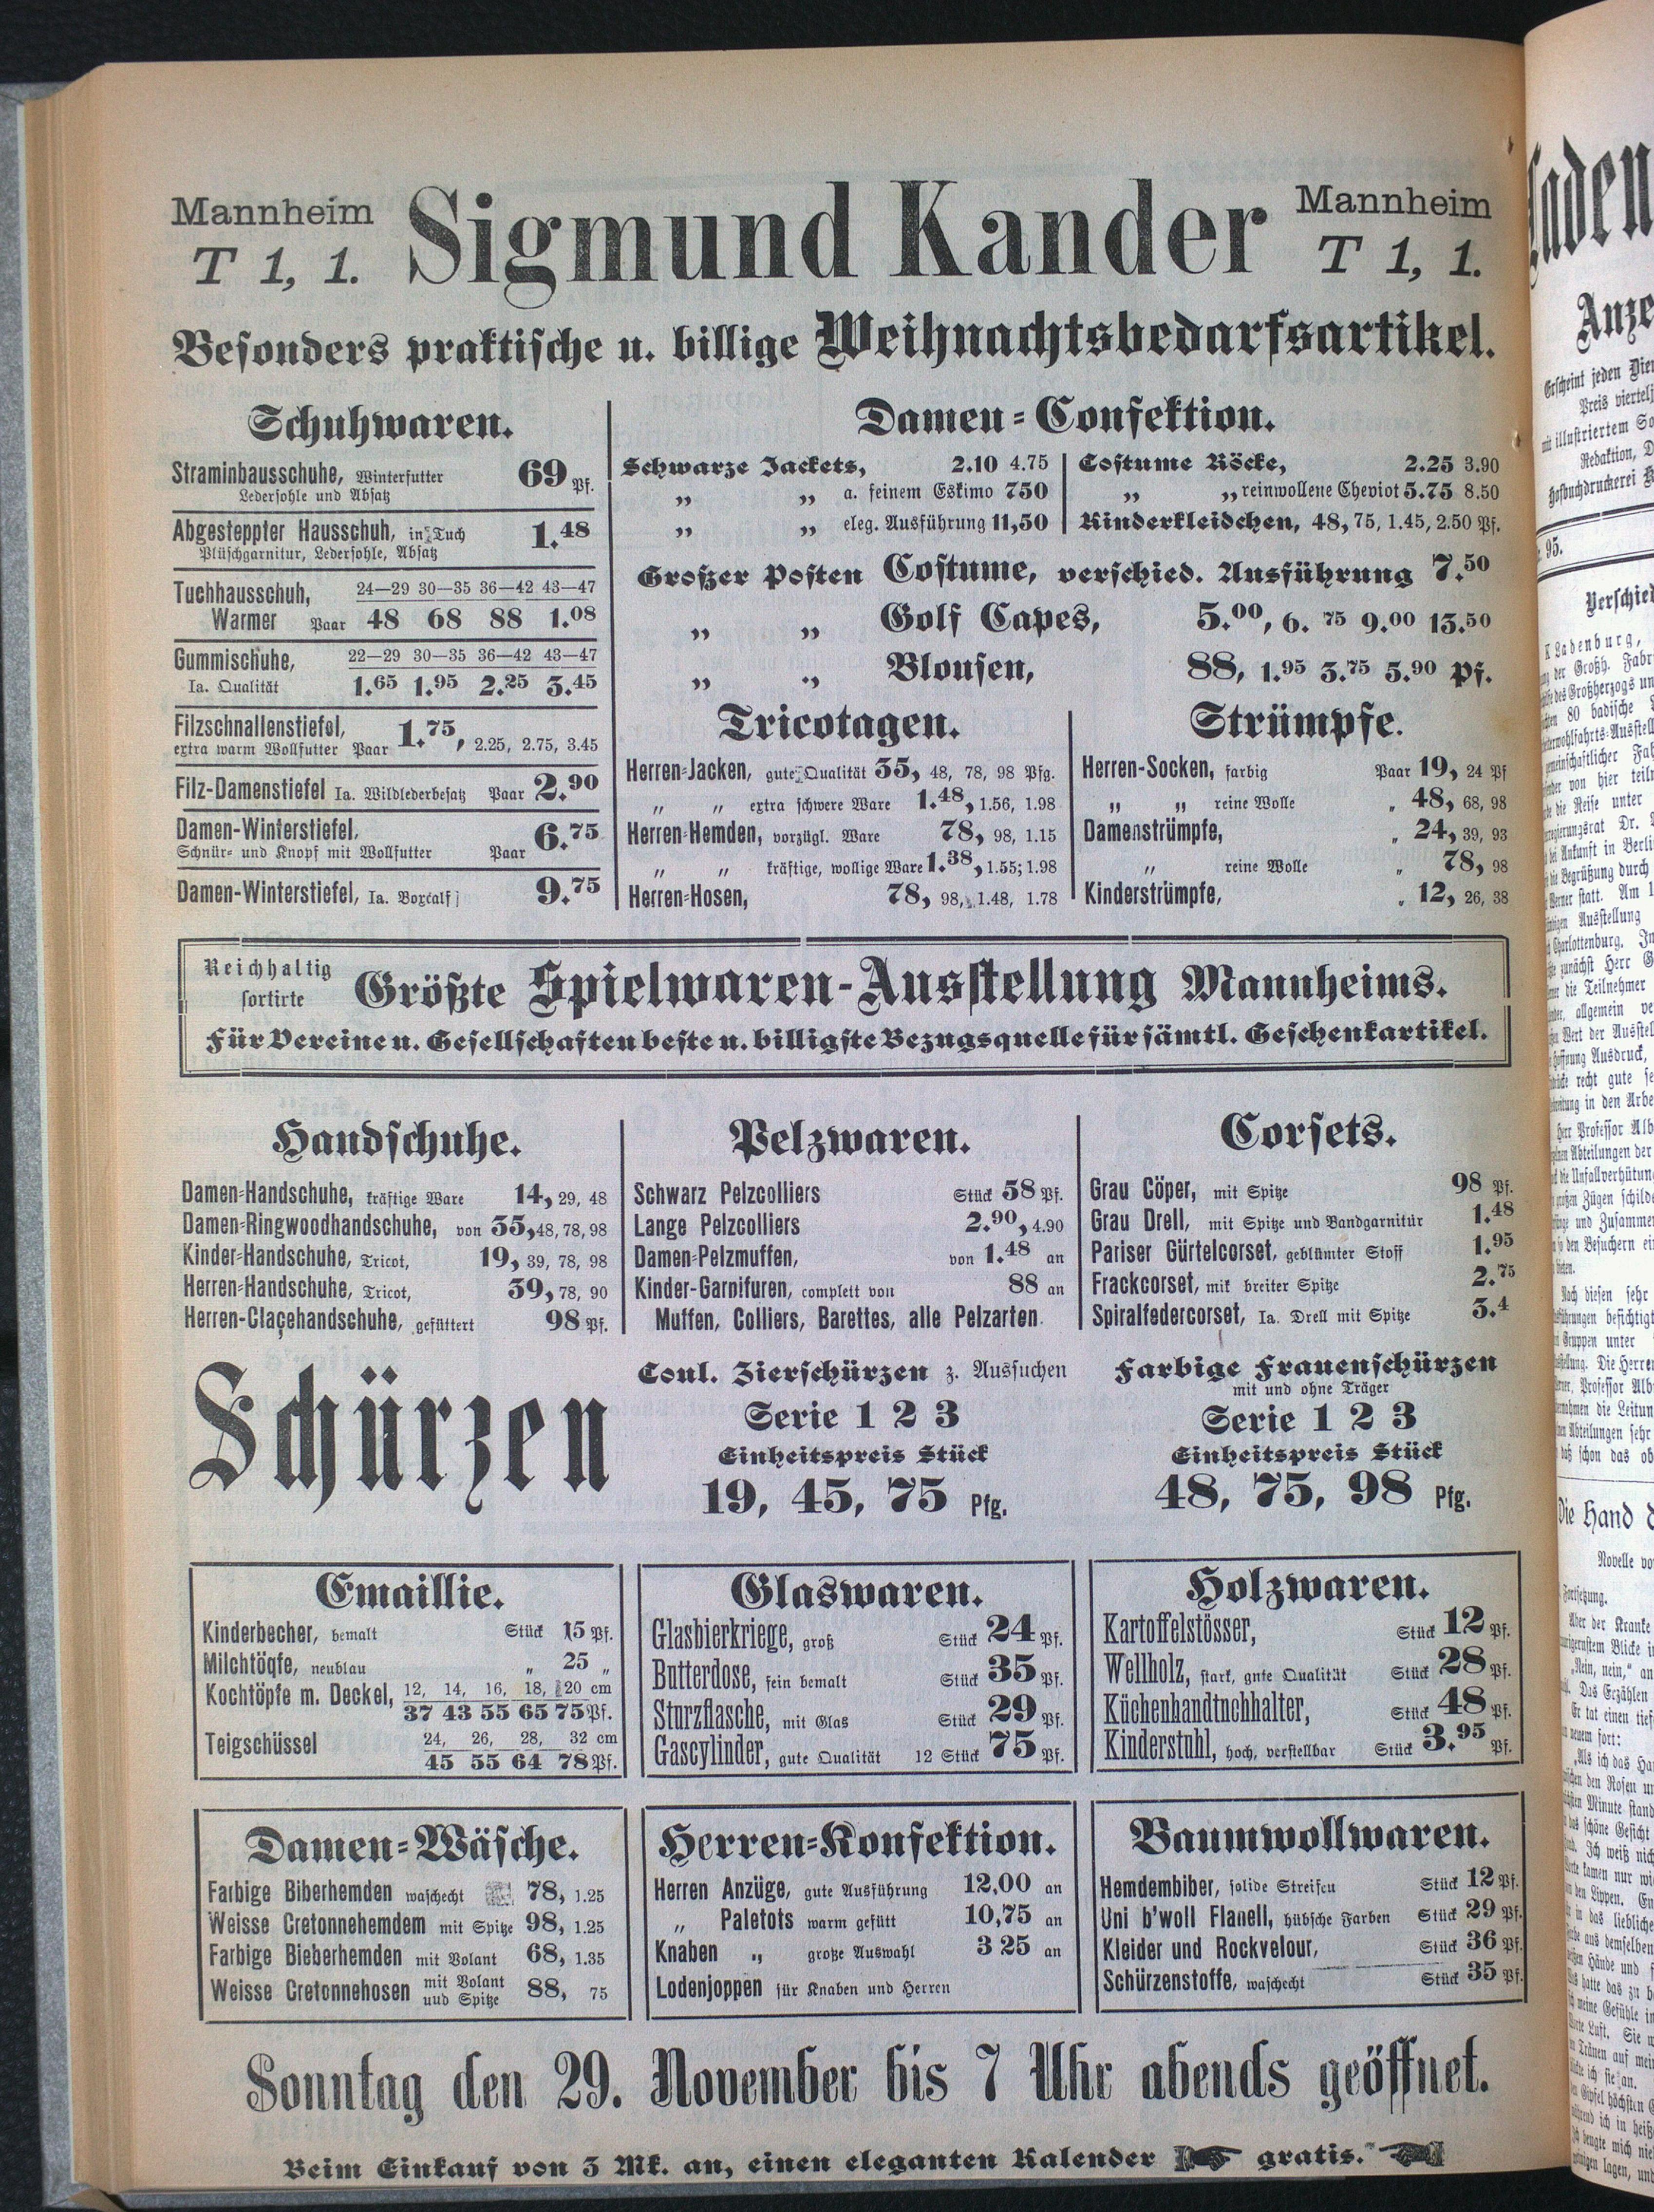 Mannheim
T 1, 1.
Sigmund Kander
Mannheim
T 1, 1.
Besonders praktische u. billige Weihnachtsbedarfsartikel.
Schuhwaren.
Straminhausschuhe, Winterfutter 69 Pf.
Ledersohle und Absatz
Abgesteppter Hausschuh, in Tuch 1.48
Plüschgarnitur, Ledersohle, Absatz
Tuchhausschuh, 24—29 30—35 36—42 43—47
Warmer Paar 48 68 88 1.08
Gummischuhe, 22—29 30—35 36—42 43—47
Ia. Qualität 1.65 1.95 2.25 3.45
Filzschnallenstiefel,
extra warm Wollfutter Paar 1.75, 2.25, 2.75, 3.45
Filz-Damenstiefel Ia. Wildlederbesatz Paar 2.90
Damen-Winterstiefel,
Schnür- und Knopf mit Wollfutter Paar 6.75
Damen-Winterstiefel, Ia. Boxcalf 9.75
Damen-Confektion.
Schwarze Jackets, 2.10 4.75
„ „ a. feinem Eskimo 750
„ „ eleg. Ausführung 11,50
Costume Röcke, 2.25 3.90
„ „ reinwollene Cheviot 5.75 8.50
Kinderkleidchen, 48, 75, 1.45, 2.50 Pf.
Großer Posten Costume, verschied. Ausführung 7.50
„ „ Golf Capes, 5.00, 6. 75 9.00 13.50
„ „ Blousen, 88, 1.95 3.75 5.90 Pf.
Tricotagen.
Herren-Jacken, gute Qualität 35, 48, 78, 98 Pfg.
„ „ extra schwere Ware 1.48, 1.56, 1.98
Herren-Hemden, vorzügl. Ware 78, 98, 1.15
„ „ kräftige, wollige Ware 1.38, 1.55; 1.98
Herren-Hosen, 78, 98, 1.48, 1.78
Strümpfe.
Herren-Socken, farbig Paar 19, 24 Pf
„ „ reine Wolle „ 48, 68, 98
Damenstrümpfe, „ 24, 39, 93
„ reine Wolle „ 78, 98
Kinderstrümpfe, „ 12, 26, 38
Reichhaltig
sortirte
Größte Spielwaren-Ausstellung Mannheims.
Für Vereine u. Gesellschaften beste u. billigste Bezugsquelle für sämtl. Geschenkartikel.
Handschuhe.
Damen-Handschuhe, kräftige Ware 14, 29, 48
Damen-Ringwoodhandschuhe, von 35, 48, 78, 98
Kinder-Handschuhe, Tricot, 19, 39, 78, 98
Herren-Handschuhe, Tricot, 39, 78, 90
Herren-Claçehandschuhe, gefüttert 98 Pf.
Pelzwaren.
Schwarz Pelzcolliers Stück 58 Pf.
Lange Pelzcolliers 2.90, 4.90
Damen-Pelzmuffen, von 1.48 an
Kinder-Garnifuren, complett von 88 an
Muffen, Colliers, Barettes, alle Pelzarten.
Corsets.
Grau Cöper, mit Spitze 98 Pf.
Grau Drell, mit Spitze und Bandgarnitür 1.48
Pariser Gürtelcorset, geblümter Stoff 1.95
Frackcorset, mit breiter Spitze 2.75
Spiralfedercorset, Ia. Drell mit Spitze 3.4
Schürzen
Coul. Zierschürzen z. Aussuchen
Serie 1 2 3
Einheitspreis Stück
19, 45, 75 Pfg.
Farbige Frauenschürzen
mit und ohne Träger
Serie 1 2 3
Einheitspreis Stück
48, 75, 98 Pfg.
Emaillie.
Kinderbecher, bemalt Stück 15 Pf.
Milchtöqfe, neublau „ 25 „
Kochtöpfe m. Deckel, 12, 14, 16, 18, 20 cm
37 43 55 65 75 Pf.
Teigschüssel 24, 26, 28, 32 cm
45 55 64 78 Pf.
Glaswaren.
Glasbierkriege, groß Stück 24 Pf.
Butterdose, fein bemalt Stück 35 Pf.
Sturzflasche, mit Glas Stück 29 Pf.
Gascylinder, gute Qualität 12 Stück 75 Pf.
Holzwaren.
Kartoffelstösser, Stück 12 Pf.
Wellholz, stark, gute Qualität Stück 28 Pf.
Küchenhandtnchhalter, Stück 48 Pf.
Kinderstuhl, hoch, verstellbar Stück 3.95 Pf.
Damen-Wäsche.
Farbige Biberhemden waschecht 78, 1.25
Weisse Cretonnehemdem mit Spitze 98, 1.25
Farbige Bieberhemden mit Volant 68, 1.35
Weisse Cretonnehosen mit Volant uud Spitze 88, 75
Herren-Konfektion.
Herren Anzüge, gute Ausführung 12,00 an
„ Paletots warm gefütt 10,75 an
Knaben „ große Auswahl 3 25 an
Lodenjoppen für Knaben und Herren
Baumwollwaren.
Hemdembiber, solide Streifen Stück 12 Pf.
Uni b'woll Flanell, hübsche Farben Stück 29 Pf.
Kleider und Rockvelour, Stück 36 Pf.
Schürzenstoffe, waschecht Stück 35 Pf.
Sonntag den 29. November bis 7 Uhr abends geöffnet.
Beim Einkauf von 3 Mk. an, einen eleganten Kalender gratis.